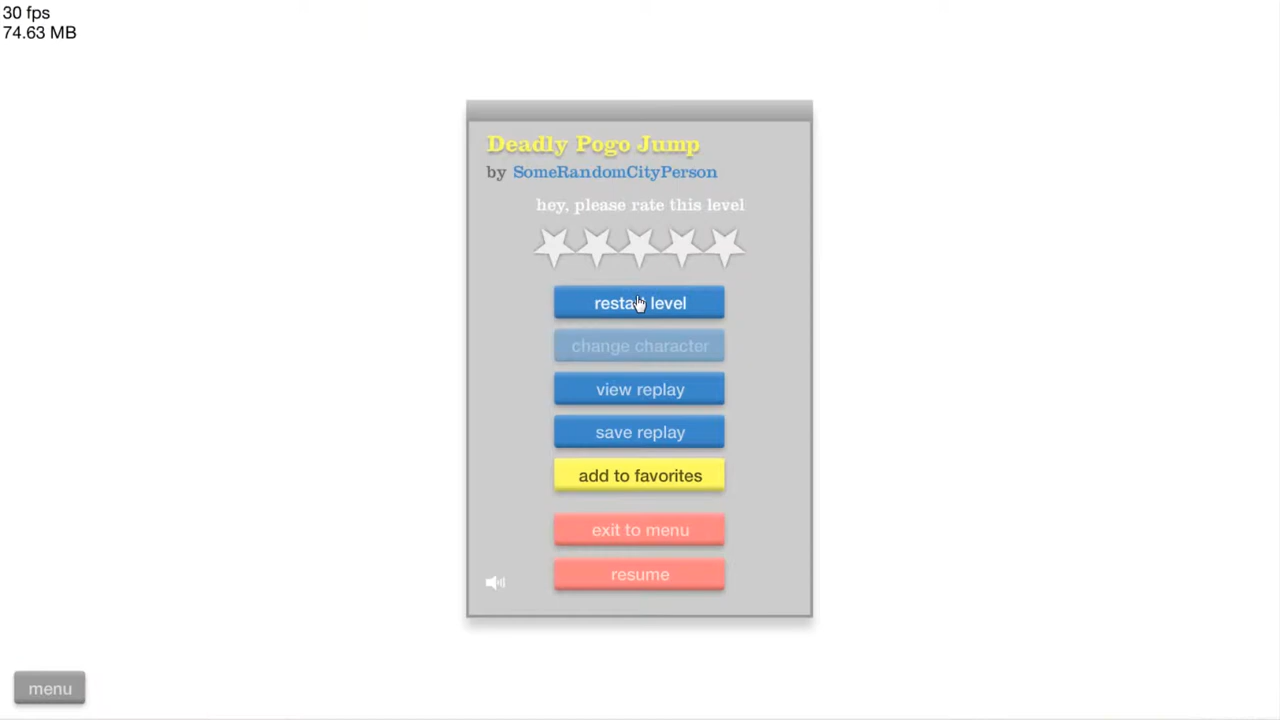 30 fps
74.63 MB
Deadly Pogo Jump
by SomeRandomCityPerson
hey, please rate this level
restart level
change character
view replay
save replay
add to favorites
exit to menu
resume
menu